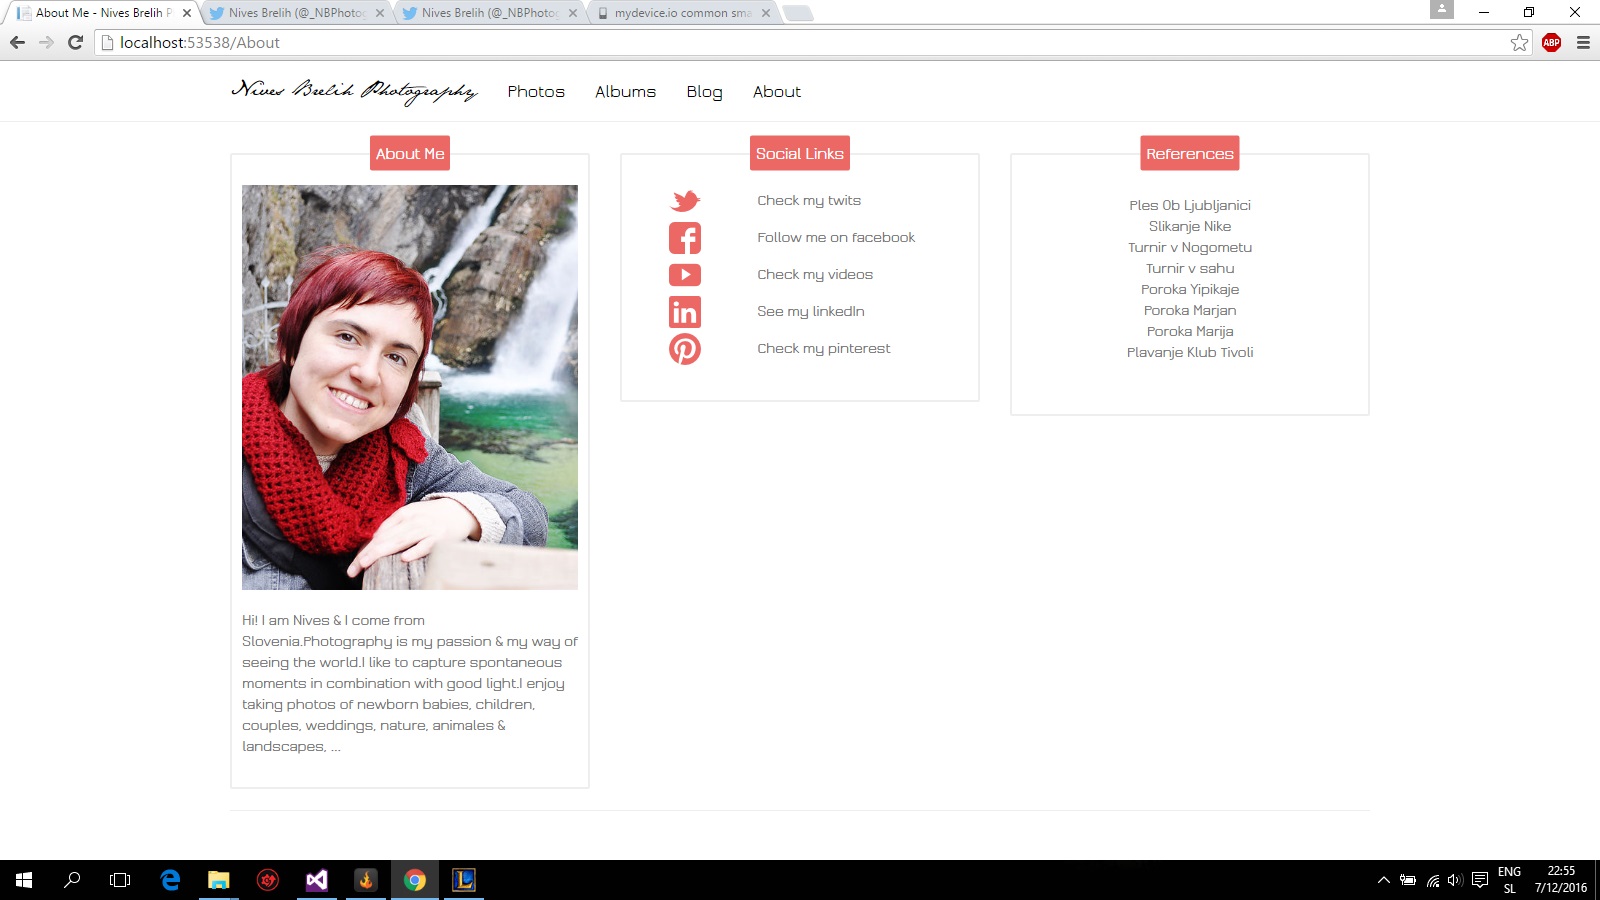 About Me - Nives Brelih P
Nives Brelih (@_NBPhotog
Nives Brelih (@_NBPhotoc
mydevice.io common sma
localhost:53538/About
ABP
Nives Brelih Photography
Photos
Albums
Blog
About
About Me
Hi! I am Nives & I come from
Slovenia.Photography is my passion & my way of
seeing the world.I like to capture spontaneous
moments in combination with good light.I enjoy
taking photos of newborn babies, children,
couples, weddings, nature, animales &
landscapes, ...
Social Links
Check my twits
Follow me on facebook
Check my videos
in
See my linkedIn
Check my pinterest
References
Ples Ob Ljubljanici
Slikanje Nike
Turnir v Nogometu
Turnir v sahu
Poroka Yipikaje
Poroka Marjan
Poroka Marija
Plavanje Klub Tivoli
ENG
SL
22:55
7/12/2016